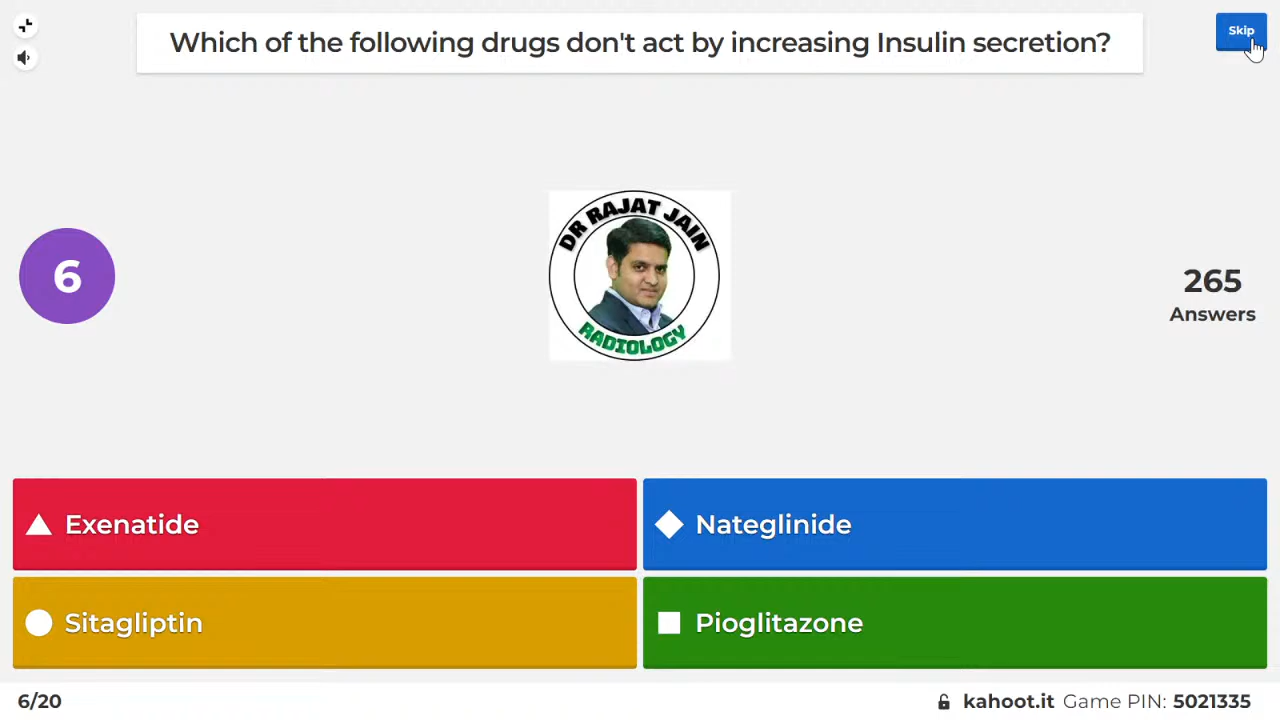 Which of the following drugs don't act by increasing Insulin secretion?
Skip
6
DR RAJAT JAIN
RADIOLOGY
265
Answers
Exenatide
Nateglinide
Sitagliptin
Pioglitazone
6/20
kahoot.it Game PIN: 5021335